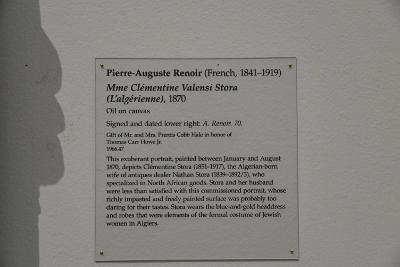 Pierre-Auguste Renoir (French, 1841–1919)
Mme Clémentine Valensi Stora
(L'algérienne), 1870
Oil on canvas
Signed and dated lower right: A. Renoir. 70.
Gift of Mr. and Mrs. Prentis Cobb Hale in honor of
Thomas Carr Howe Jr.
1966.47
This exuberant portrait, painted between January and August
1870, depicts Clémentine Stora (1851–1917), the Algerian-born
wife of antiques dealer Nathan Stora (1839–1892/3), who
specialized in North African goods. Stora and her husband
were less than satisfied with this commissioned portrait, whose
richly impasted and freely painted surface was probably too
daring for their tastes. Stora wears the blue-and-gold headdress
and robes that were elements of the formal costume of Jewish
women in Algiers.